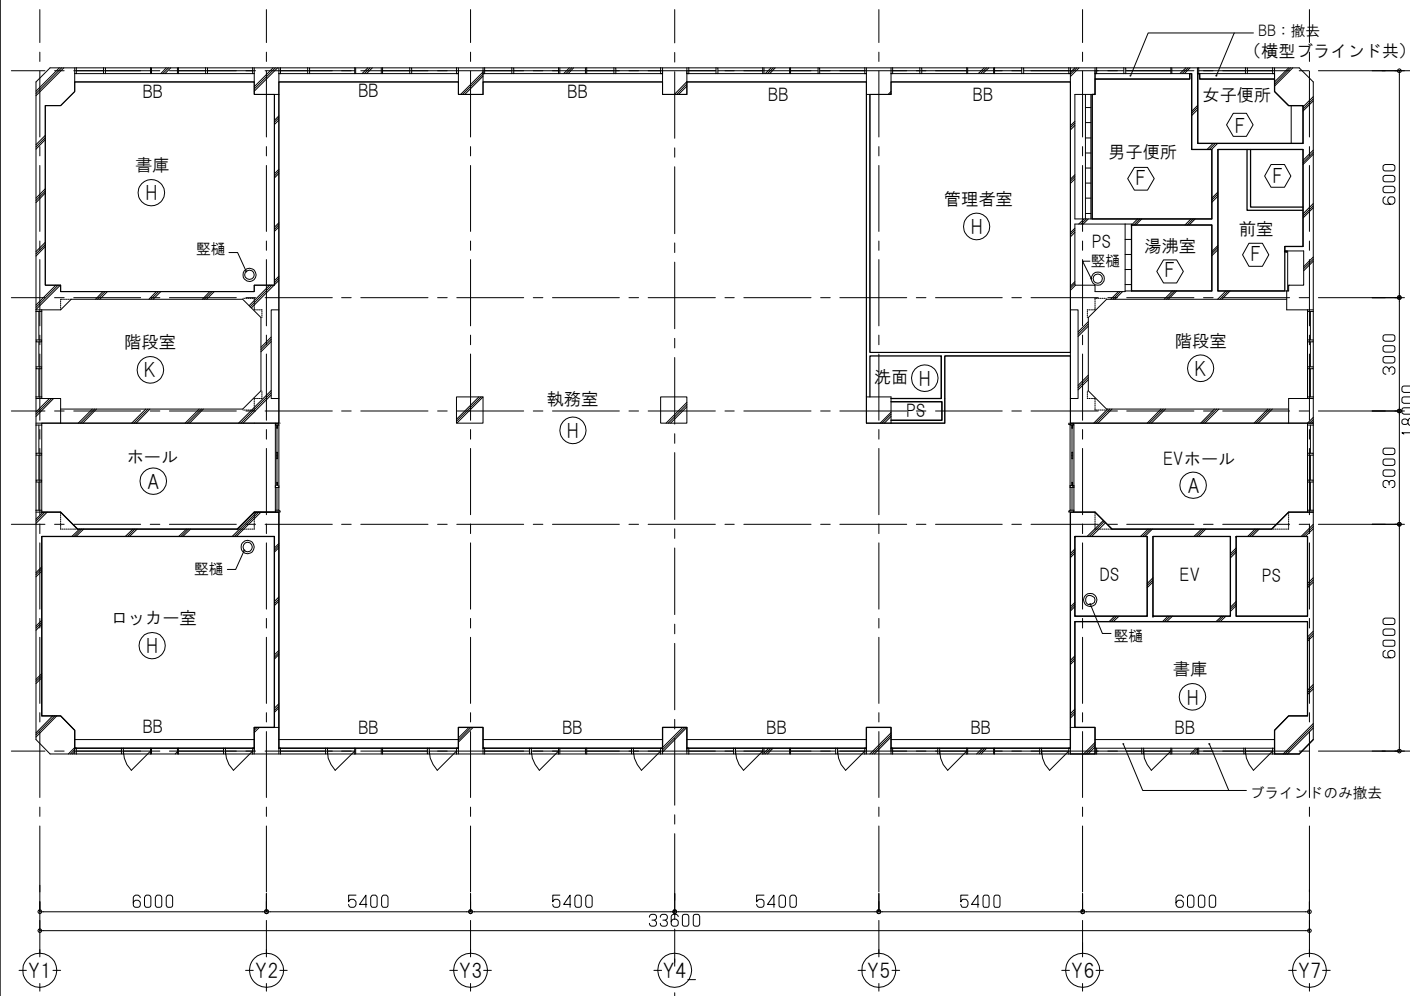 BB：撤去
（横型ブラインド共）
BB
BB
BB
BB
BB
女子便所
F
男子便所
F
F
書庫
H
管理者室
H
前室
F
竪樋
PS
竪樋
湯沸室
F
6000
階段室
K
階段室
K
3000
18000
洗面 H
執務室
H
PS
ホール
A
EVホール
A
3000
竪樋
DS
EV
PS
ロッカー室
H
竪樋
書庫
H
6000
BB
BB
BB
BB
BB
BB
ブラインドのみ撤去
6000
5400
5400
5400
5400
6000
33600
Y1
Y2
Y3
Y4
Y5
Y6
Y7